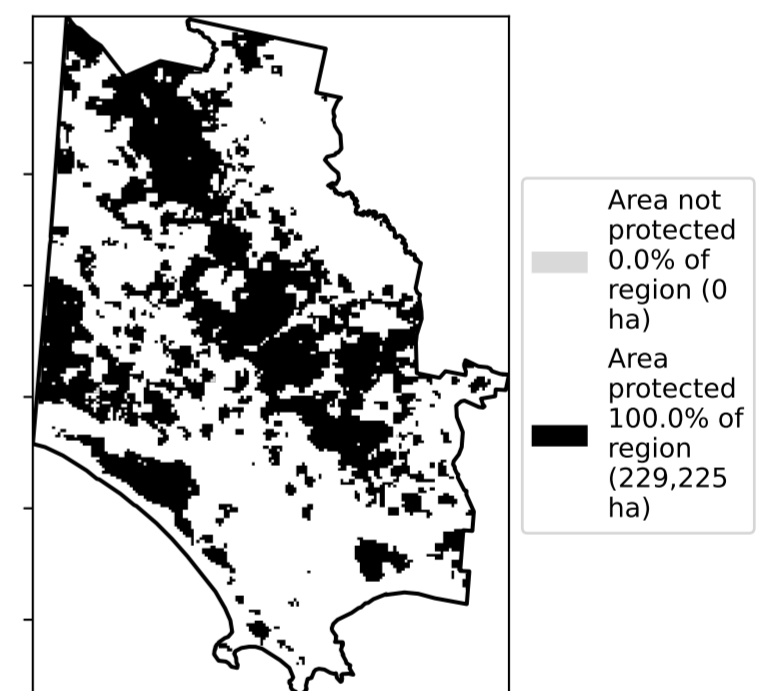 Area not
protected
0.0% of
region (0
ha)
Area
protected
100.0% of
region
(229,225
ha)